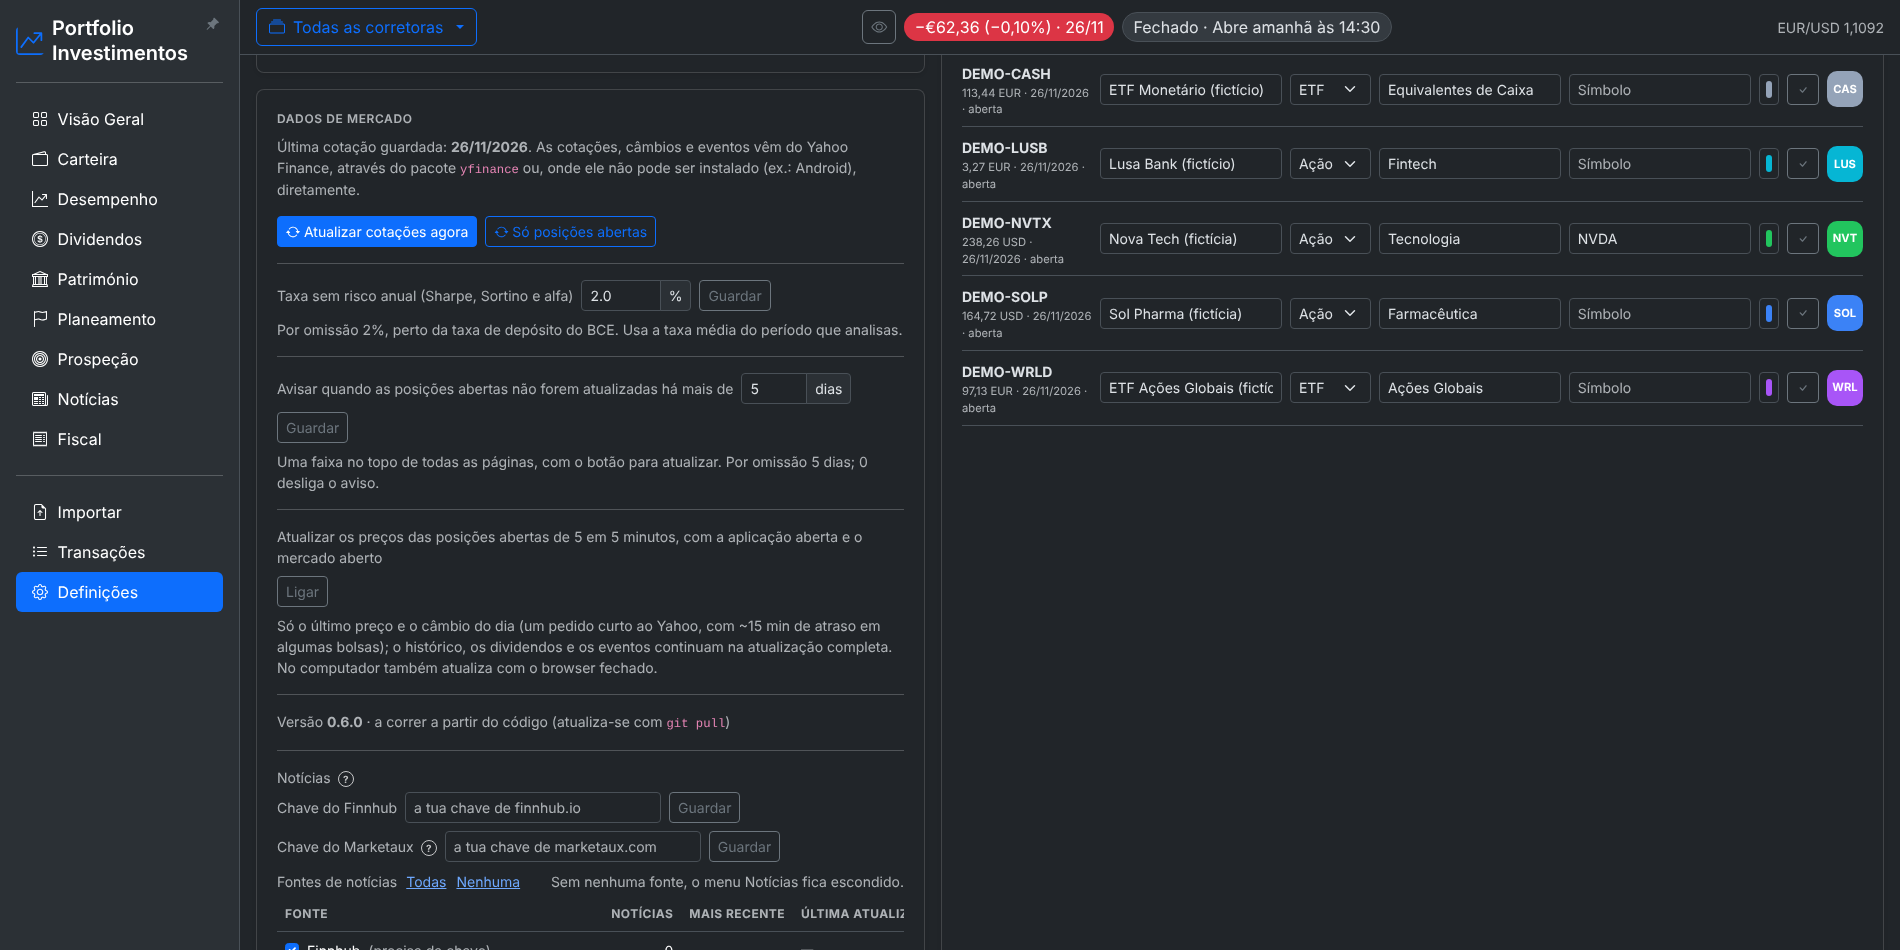 Portfolio
Investimentos
Todas as corretoras
−€62,36 (−0,10%) · 26/11
Fechado · Abre amanhã às 14:30
EUR/USD 1,1092
Visão Geral
Carteira
Desempenho
Dividendos
Património
Planeamento
Prospeção
Notícias
Fiscal
Importar
Transações
Definições
DADOS DE MERCADO
Última cotação guardada: 26/11/2026. As cotações, câmbios e eventos vêm do Yahoo
Finance, através do pacote yfinance ou, onde ele não pode ser instalado (ex.: Android),
diretamente.
Atualizar cotações agora
Só posições abertas
Taxa sem risco anual (Sharpe, Sortino e alfa) 2.0 % Guardar
Por omissão 2%, perto da taxa de depósito do BCE. Usa a taxa média do período que analisas.
Avisar quando as posições abertas não forem atualizadas há mais de 5 dias
Guardar
Uma faixa no topo de todas as páginas, com o botão para atualizar. Por omissão 5 dias; 0
desliga o aviso.
Atualizar os preços das posições abertas de 5 em 5 minutos, com a aplicação aberta e o
mercado aberto
Ligar
Só o último preço e o câmbio do dia (um pedido curto ao Yahoo, com ~15 min de atraso em
algumas bolsas); o histórico, os dividendos e os eventos continuam na atualização completa.
No computador também atualiza com o browser fechado.
Versão 0.6.0 · a correr a partir do código (atualiza-se com git pull)
Notícias ?
Chave do Finnhub a tua chave de finnhub.io Guardar
Chave do Marketaux ? a tua chave de marketaux.com Guardar
Fontes de notícias Todas Nenhuma Sem nenhuma fonte, o menu Notícias fica escondido.
FONTE NOTÍCIAS MAIS RECENTE ÚLTIMA ATUALIZ
Finnhub (precisa de chave) 0 —
DEMO-CASH
113,44 EUR · 26/11/2026
· aberta
ETF Monetário (fictício) ETF Equivalentes de Caixa Símbolo CAS
DEMO-LUSB
3,27 EUR · 26/11/2026 ·
aberta
Lusa Bank (fictício) Ação Fintech Símbolo LUS
DEMO-NVTX
238,26 USD ·
26/11/2026 · aberta
Nova Tech (fictícia) Ação Tecnologia NVDA NVT
DEMO-SOLP
164,72 USD · 26/11/2026
· aberta
Sol Pharma (fictícia) Ação Farmacêutica Símbolo SOL
DEMO-WRLD
97,13 EUR · 26/11/2026 ·
aberta
ETF Ações Globais (fictíc ETF Ações Globais Símbolo WRL